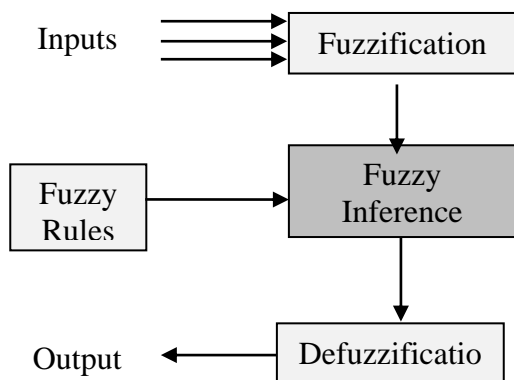 Inputs
Fuzzification
Fuzzy
Inference
Fuzzy
Rules
Output
Defuzzificatio